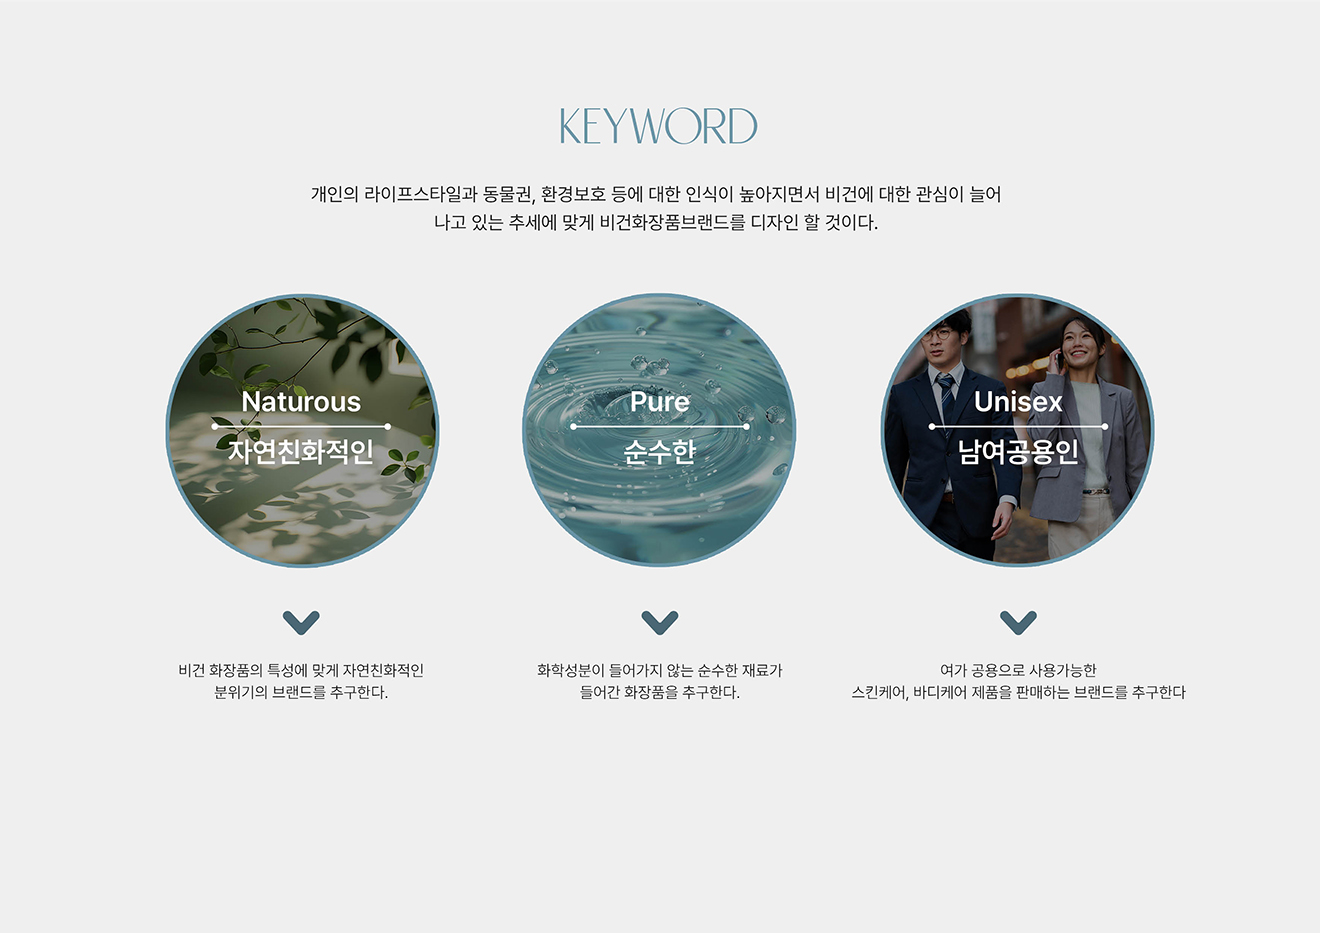 KEYWORD
개인의 라이프스타일과 동물권, 환경보호 등에 대한 인식이 높아지면서 비건에 대한 관심이 늘어
나고 있는 추세에 맞게 비건화장품브랜드를 디자인 할 것이다.
Naturous
자연친화적인
Pure
순수한
Unisex
남여공용인
비건 화장품의 특성에 맞게 자연친화적인
분위기의 브랜드를 추구한다.
화학성분이 들어가지 않는 순수한 재료가
들어간 화장품을 추구한다.
여가 공용으로 사용가능한
스킨케어, 바디케어 제품을 판매하는 브랜드를 추구한다